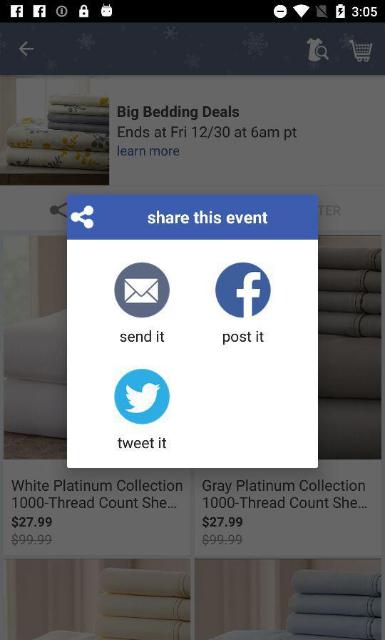 3:05
Big Bedding Deals
Ends at Fri 12/30 at 6am pt
learn more
TER
share this event
send it
post it
tweet it
White Platinum Collection
1000-Thread Count She...
$27.99
$99.99
Gray Platinum Collection
1000-Thread Count She...
$27.99
$99.99